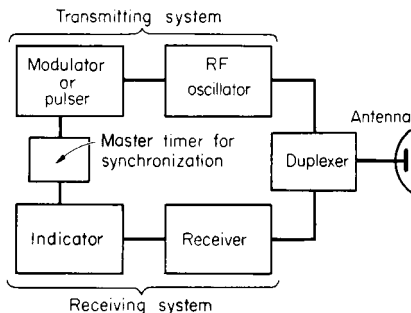 Transmitting system
Modulator
or
pulser
RF
oscillator
Antenna
Master timer for
synchronization
Duplexer
Indicator
Receiver
Receiving system